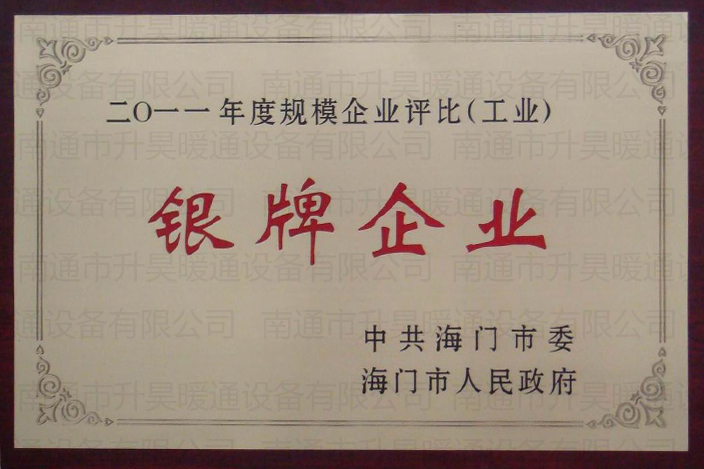 二〇一一年度规模企业评比(工业)
银牌企业
中共海门市委
海门市人民政府
南通市升昊暖通设备有限公司